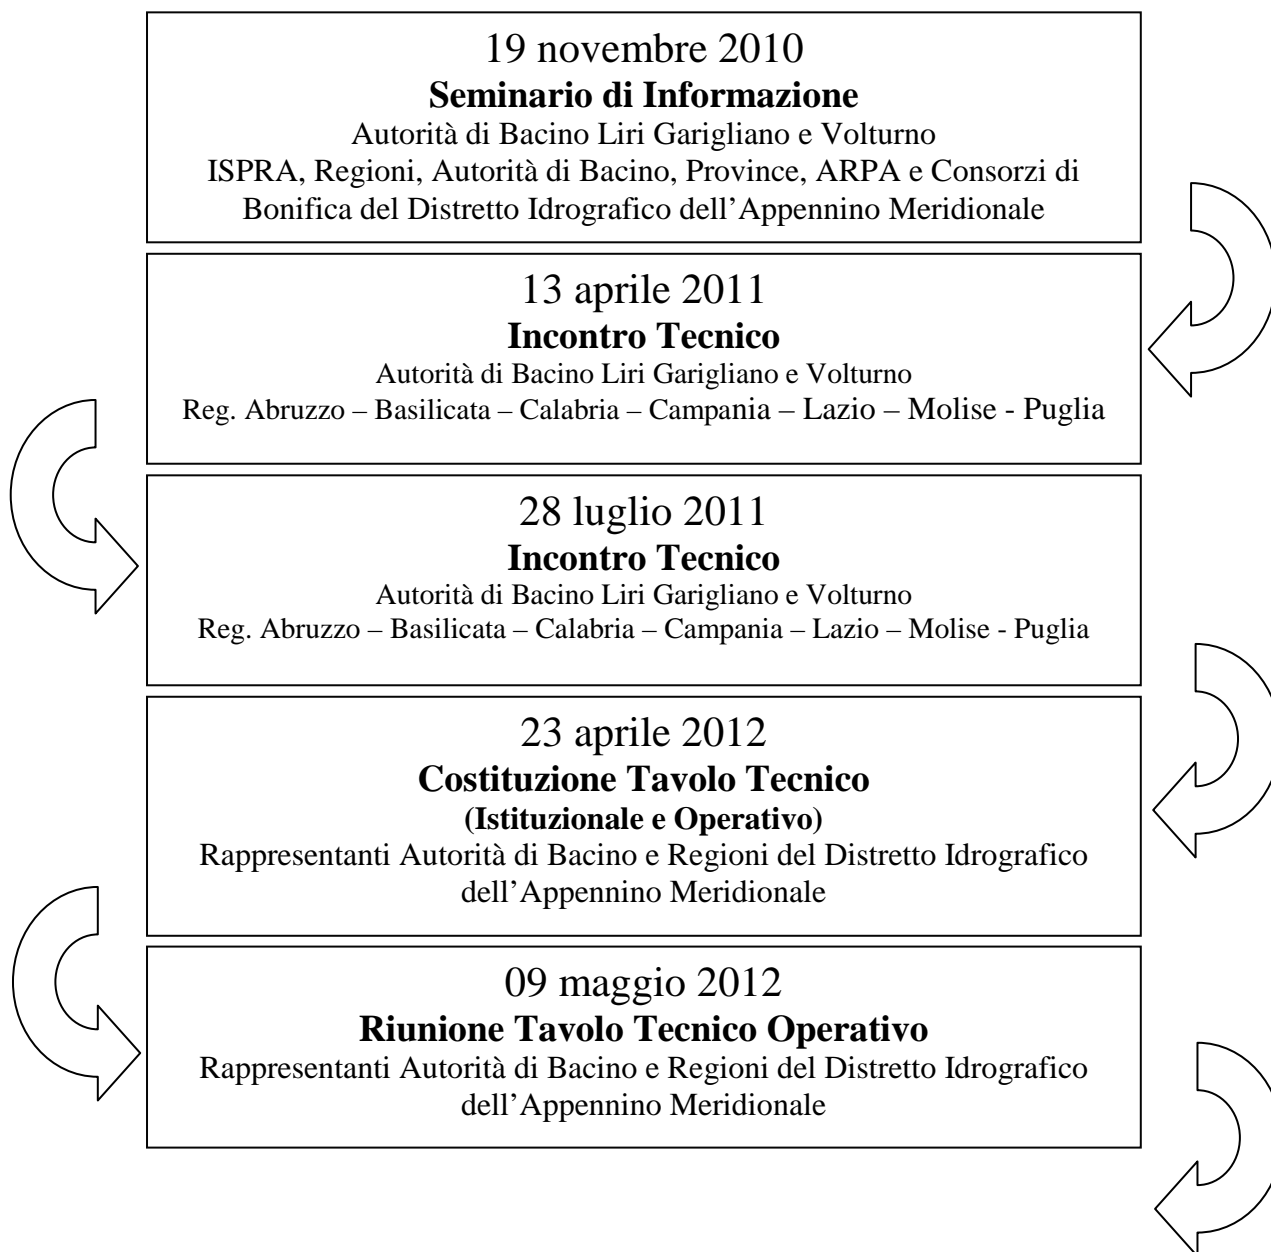 19 novembre 2010
Seminario di Informazione
Autorità di Bacino Liri Garigliano e Volturno
ISPRA, Regioni, Autorità di Bacino, Province, ARPA e Consorzi di
Bonifica del Distretto Idrografico dell’Appennino Meridionale
13 aprile 2011
Incontro Tecnico
Autorità di Bacino Liri Garigliano e Volturno
Reg. Abruzzo – Basilicata – Calabria – Campania – Lazio – Molise - Puglia
28 luglio 2011
Incontro Tecnico
Autorità di Bacino Liri Garigliano e Volturno
Reg. Abruzzo – Basilicata – Calabria – Campania – Lazio – Molise - Puglia
23 aprile 2012
Costituzione Tavolo Tecnico
(Istituzionale e Operativo)
Rappresentanti Autorità di Bacino e Regioni del Distretto Idrografico
dell’Appennino Meridionale
09 maggio 2012
Riunione Tavolo Tecnico Operativo
Rappresentanti Autorità di Bacino e Regioni del Distretto Idrografico
dell’Appennino Meridionale